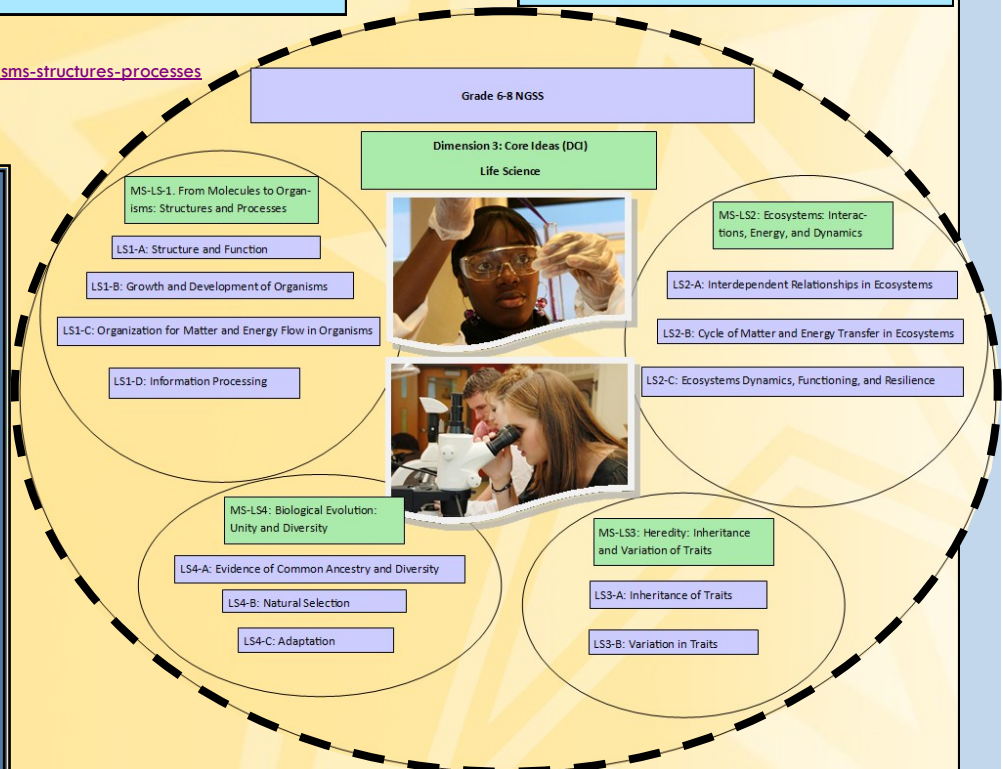 sms-structures-processes
Grade 6-8 NGSS
Dimension 3: Core Ideas (DCI)
Life Science
MS-LS-1. From Molecules to Organ-
isms: Structures and Processes
LS1-A: Structure and Function
LS1-B: Growth and Development of Organisms
LS1-C: Organization for Matter and Energy Flow in Organisms
LS1-D: Information Processing
MS-LS2: Ecosystems: Interac-
tions, Energy, and Dynamics
LS2-A: Interdependent Relationships in Ecosystems
LS2-B: Cycle of Matter and Energy Transfer in Ecosystems
LS2-C: Ecosystems Dynamics, Functioning, and Resilience
MS-LS4: Biological Evolution:
Unity and Diversity
LS4-A: Evidence of Common Ancestry and Diversity
LS4-B: Natural Selection
LS4-C: Adaptation
MS-LS3: Heredity: Inheritance
and Variation of Traits
LS3-A: Inheritance of Traits
LS3-B: Variation in Traits